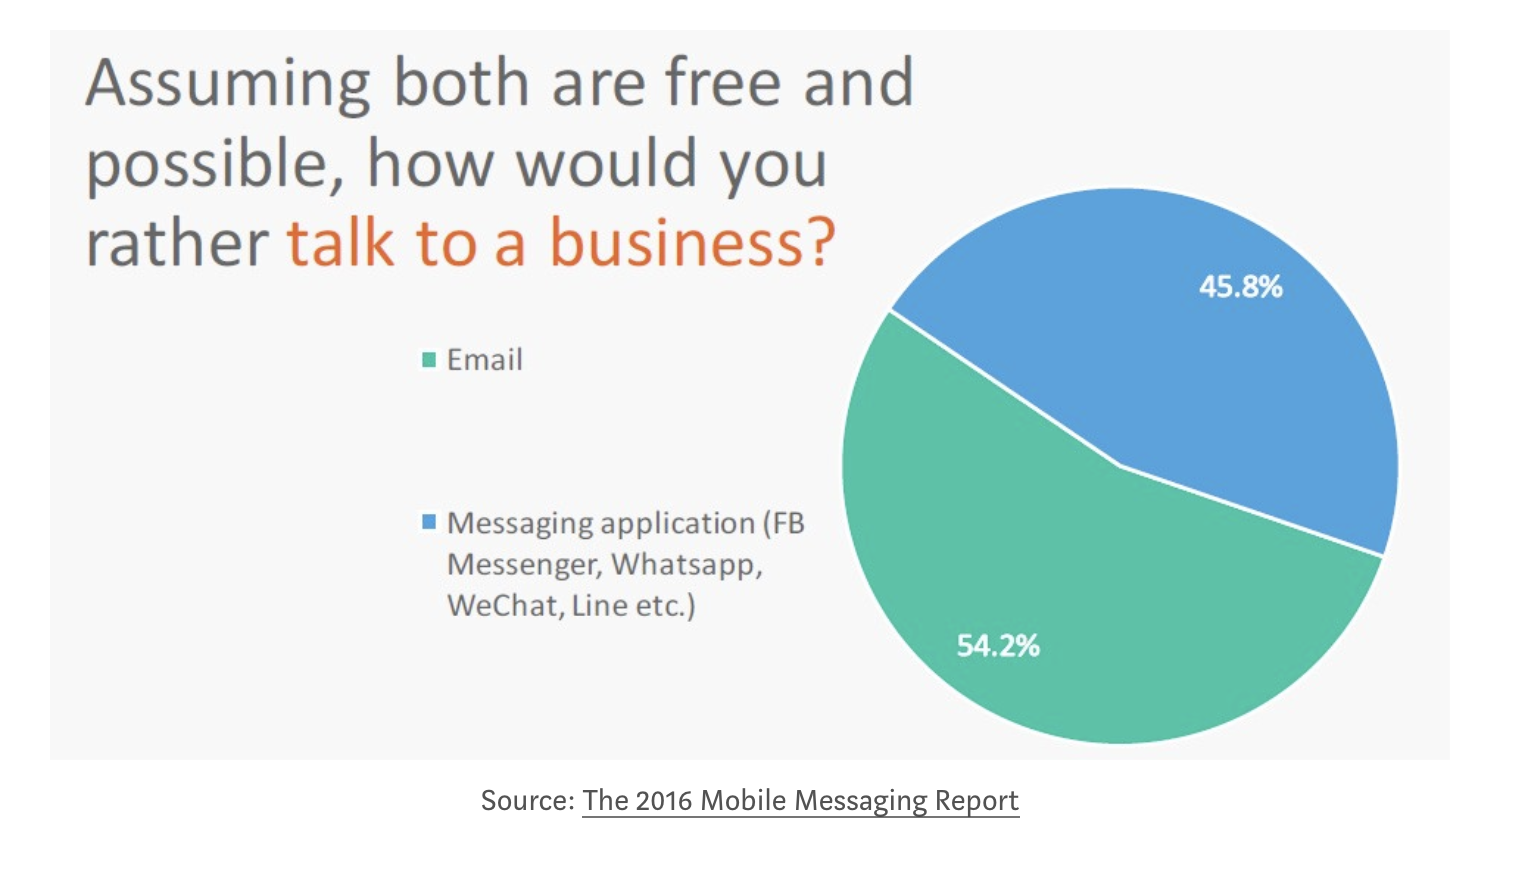 Assuming both are free and
possible, how would you
rather talk to a business?
45.8%
Email
Messaging application (FB
Messenger, Whatsapp,
WeChat, Line etc.)
54.2%
Source: The 2016 Mobile Messaging Report